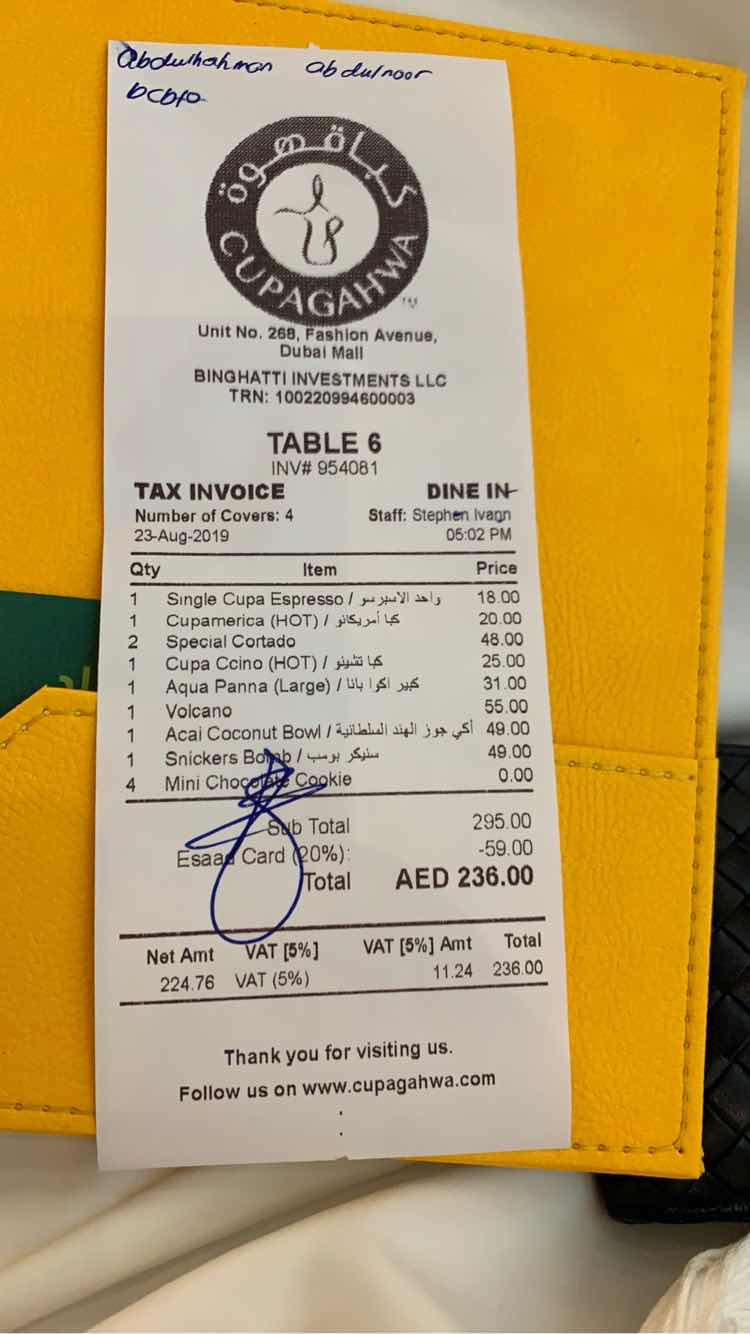 abdulhahman abdulnoor
كباية قهوة
CUPAGAHWA
TM
Unit No. 268, Fashion Avenue,
Dubai Mall
BINGHATTI INVESTMENTS LLC
TRN: 100220994600003
TABLE 6
INV# 954081
TAX INVOICE DINE IN
Number of Covers: 4 Staff: Stephen Ivagn
23-Aug-2019 05:02 PM
Qty Item Price
1 Single Cupa Espresso / واحد الاسبرسو 18.00
1 Cupamerica (HOT) / كبا أمريكانو 20.00
2 Special Cortado 48.00
1 Cupa Ccino (HOT) / كبا تشينو 25.00
1 Aqua Panna (Large) / كبير اكوا بانا 31.00
1 Volcano 55.00
1 Acai Coconut Bowl / أكي جوز الهند السلطانية 49.00
1 Snickers Bomb / سنيكر بومب 49.00
4 Mini Chocolate Cookie 0.00
Sub Total 295.00
Esaad Card (20%): -59.00
Total AED 236.00
Net Amt VAT [5%] VAT [5%] Amt Total
224.76 VAT (5%) 11.24 236.00
Thank you for visiting us.
Follow us on www.cupagahwa.com